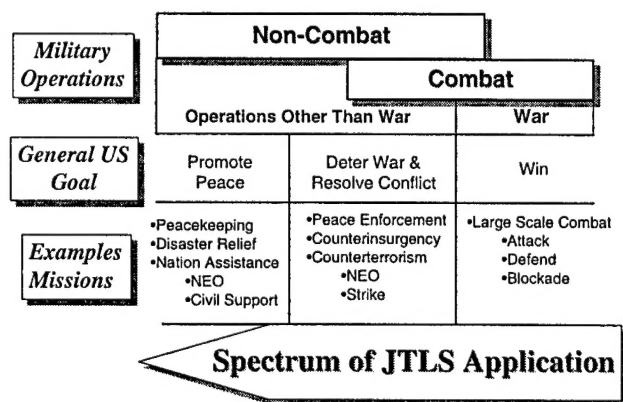 Military
Operations
Non-Combat
Combat
Operations Other Than War
War
General US
Goal
Promote
Peace
Deter War &
Resolve Conflict
Win
Examples
Missions
•Peacekeeping
•Disaster Relief
•Nation Assistance
•NEO
•Civil Support
•Peace Enforcement
•Counterinsurgency
•Counterterrorism
•NEO
•Strike
•Large Scale Combat
•Attack
•Defend
•Blockade
Spectrum of JTLS Application